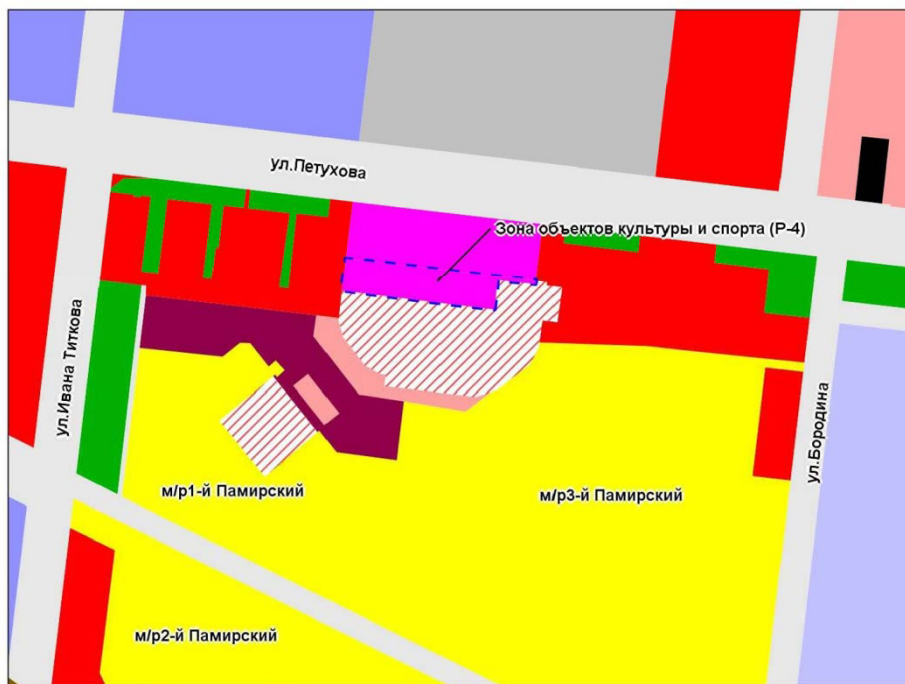 ул.Петухова
Зона объектов культуры и спорта (Р-4)
ул.Ивана Титкова
ул.Бородина
м/р1-й Памирский
м/р3-й Памирский
м/р2-й Памирский